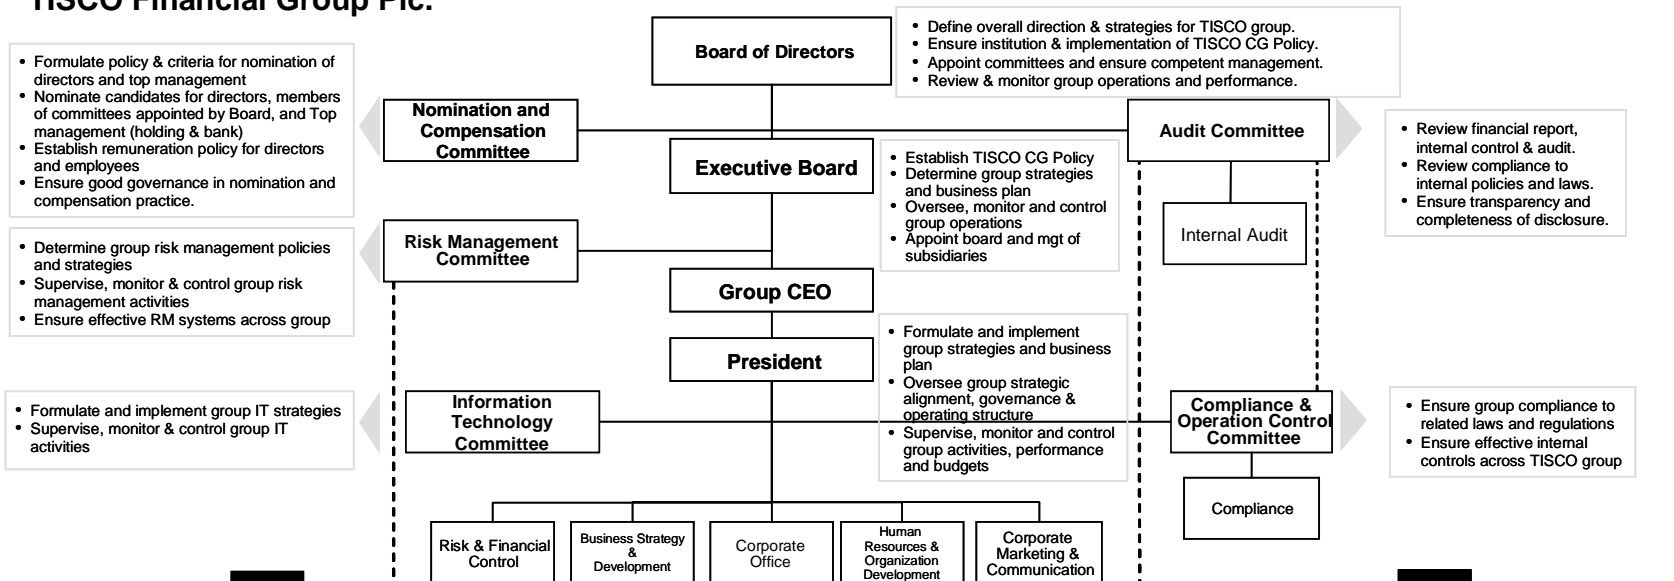 TISCO Financial Group Plc.
Board of Directors
• Define overall direction & strategies for TISCO group.
• Ensure institution & implementation of TISCO CG Policy.
• Appoint committees and ensure competent management.
• Review & monitor group operations and performance.
• Formulate policy & criteria for nomination of
directors and top management
• Nominate candidates for directors, members
of committees appointed by Board, and Top
management (holding & bank)
• Establish remuneration policy for directors
and employees
• Ensure good governance in nomination and
compensation practice.
Nomination and
Compensation
Committee
Audit Committee
• Review financial report,
internal control & audit.
• Review compliance to
internal policies and laws.
• Ensure transparency and
completeness of disclosure.
Executive Board
• Establish TISCO CG Policy
• Determine group strategies
and business plan
• Oversee, monitor and control
group operations
• Appoint board and mgt of
subsidiaries
Internal Audit
• Determine group risk management policies
and strategies
• Supervise, monitor & control group risk
management activities
• Ensure effective RM systems across group
Risk Management
Committee
Group CEO
President
• Formulate and implement
group strategies and business
plan
• Oversee group strategic
alignment, governance &
operating structure
• Supervise, monitor and control
group activities, performance
and budgets
• Formulate and implement group IT strategies
• Supervise, monitor & control group IT
activities
Information
Technology
Committee
Compliance &
Operation Control
Committee
• Ensure group compliance to
related laws and regulations
• Ensure effective internal
controls across TISCO group
Compliance
Risk & Financial
Control
Business Strategy
&
Development
Corporate
Office
Human
Resources &
Organization
Development
Corporate
Marketing &
Communication